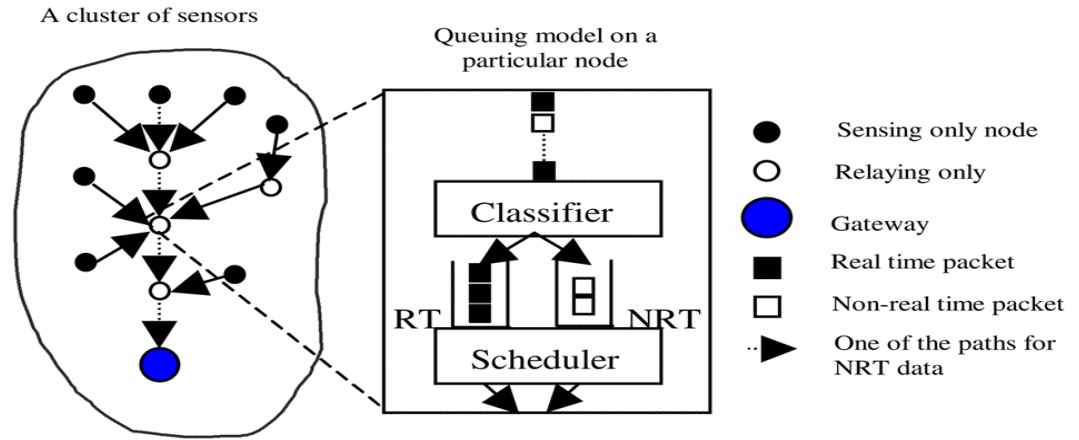 A cluster of sensors
Queuing model on a
particular node
Classifier
RT
NRT
Scheduler
Sensing only node
Relaying only
Gateway
Real time packet
Non-real time packet
One of the paths for
NRT data